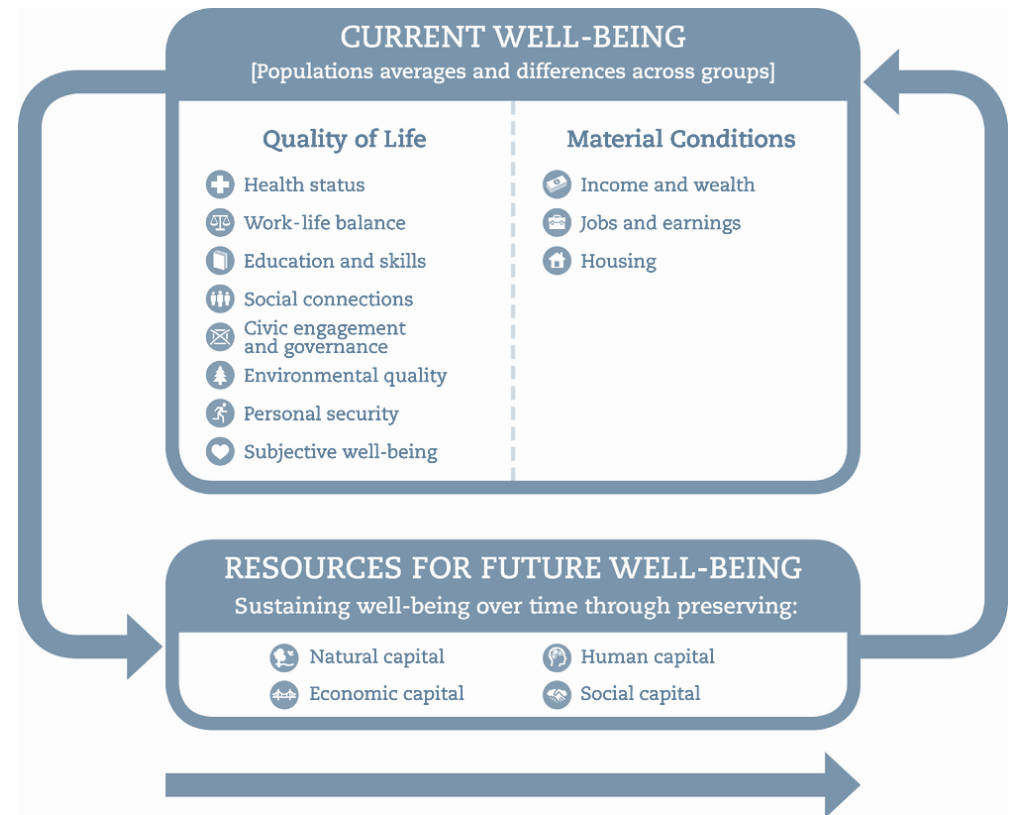 CURRENT WELL-BEING
[Populations averages and differences across groups]
Quality of Life
Health status
Work-life balance
Education and skills
Social connections
Civic engagement
and governance
Environmental quality
Personal security
Subjective well-being
Material Conditions
Income and wealth
Jobs and earnings
Housing
RESOURCES FOR FUTURE WELL-BEING
Sustaining well-being over time through preserving:
Natural capital
Human capital
Economic capital
Social capital